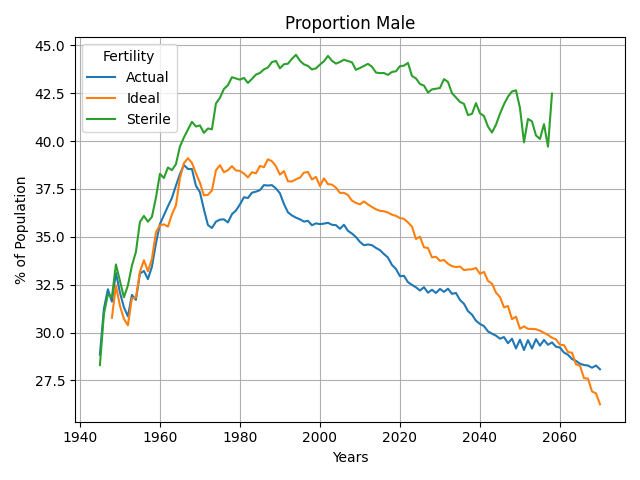 Proportion Male
Fertility
Actual
Ideal
Sterile
% of Population
45.0
42.5
40.0
37.5
35.0
32.5
30.0
27.5
1940 1960 1980 2000 2020 2040 2060
Years